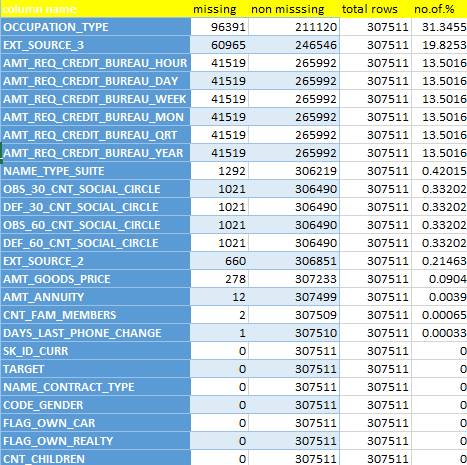 column name missing non misssing total rows no.of.%
OCCUPATION_TYPE 96391 211120 307511 31.3455
EXT_SOURCE_3 60965 246546 307511 19.8253
AMT_REQ_CREDIT_BUREAU_HOUR 41519 265992 307511 13.5016
AMT_REQ_CREDIT_BUREAU_DAY 41519 265992 307511 13.5016
AMT_REQ_CREDIT_BUREAU_WEEK 41519 265992 307511 13.5016
AMT_REQ_CREDIT_BUREAU_MON 41519 265992 307511 13.5016
AMT_REQ_CREDIT_BUREAU_QRT 41519 265992 307511 13.5016
AMT_REQ_CREDIT_BUREAU_YEAR 41519 265992 307511 13.5016
NAME_TYPE_SUITE 1292 306219 307511 0.42015
OBS_30_CNT_SOCIAL_CIRCLE 1021 306490 307511 0.33202
DEF_30_CNT_SOCIAL_CIRCLE 1021 306490 307511 0.33202
OBS_60_CNT_SOCIAL_CIRCLE 1021 306490 307511 0.33202
DEF_60_CNT_SOCIAL_CIRCLE 1021 306490 307511 0.33202
EXT_SOURCE_2 660 306851 307511 0.21463
AMT_GOODS_PRICE 278 307233 307511 0.0904
AMT_ANNUITY 12 307499 307511 0.0039
CNT_FAM_MEMBERS 2 307509 307511 0.00065
DAYS_LAST_PHONE_CHANGE 1 307510 307511 0.00033
SK_ID_CURR 0 307511 307511 0
TARGET 0 307511 307511 0
NAME_CONTRACT_TYPE 0 307511 307511 0
CODE_GENDER 0 307511 307511 0
FLAG_OWN_CAR 0 307511 307511 0
FLAG_OWN_REALTY 0 307511 307511 0
CNT_CHILDREN 0 307511 307511 0